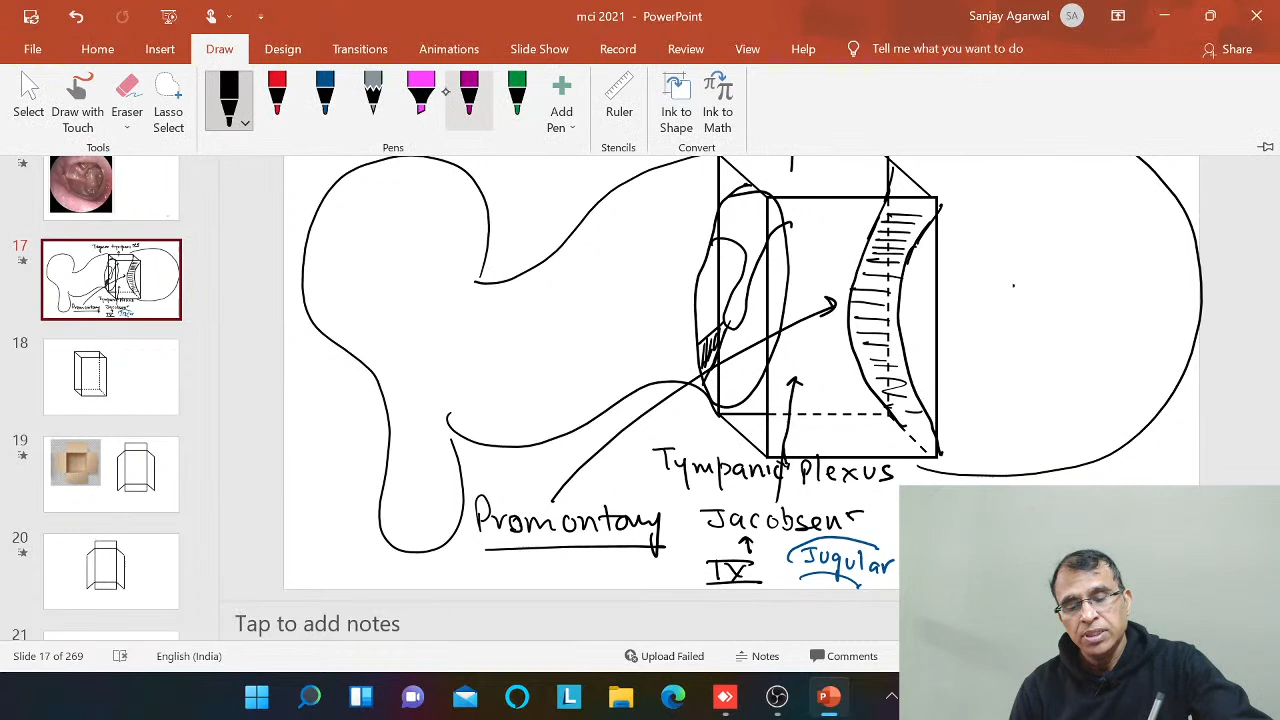 mci 2021 - PowerPoint
Sanjay Agarwal SA
File Home Insert Draw Design Transitions Animations Slide Show Record Review View Help Tell me what you want to do Share
Select Draw with Touch Eraser Lasso Select Add Pen Ruler Ink to Shape Ink to Math
Tools Pens Stencils Convert
17
18
19
20
21
Tympanic Plexus
Promontary Jacobsen
IX Jugular
Tap to add notes
Slide 17 of 269 English (India) Upload Failed Notes Comments